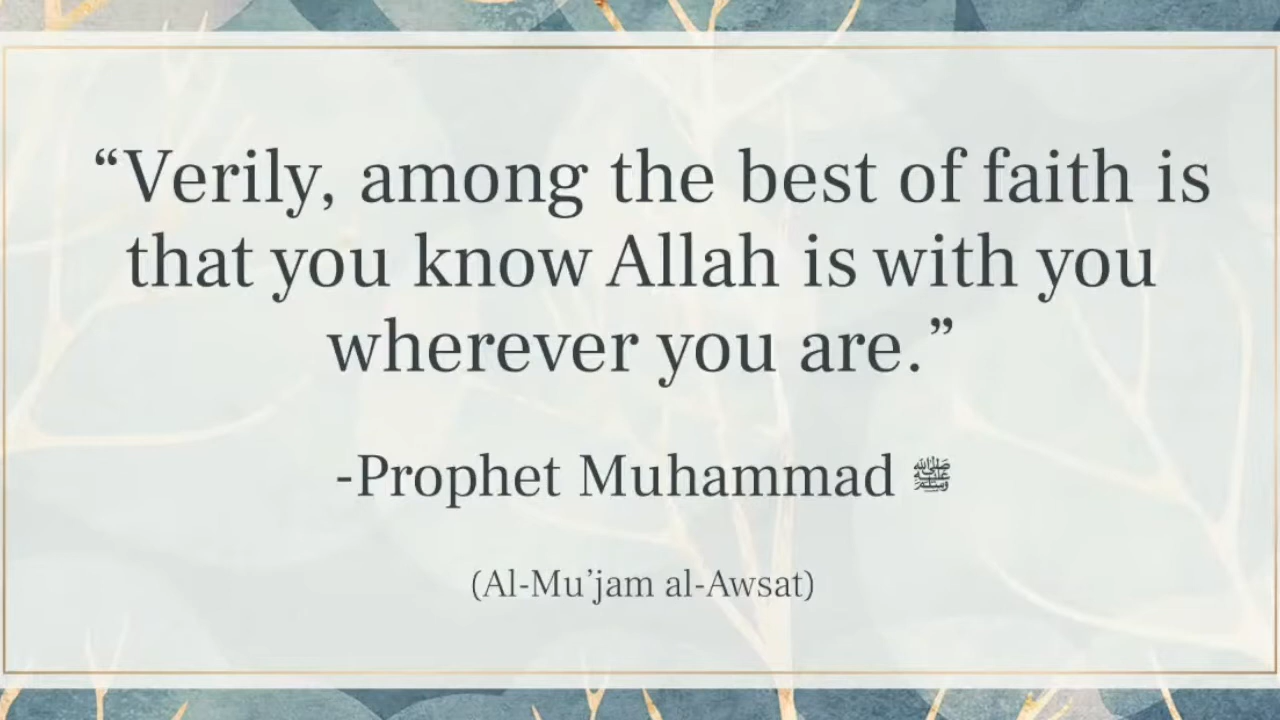 “Verily, among the best of faith is
that you know Allah is with you
wherever you are.”
-Prophet Muhammad ﷺ
(Al-Mu’jam al-Awsat)